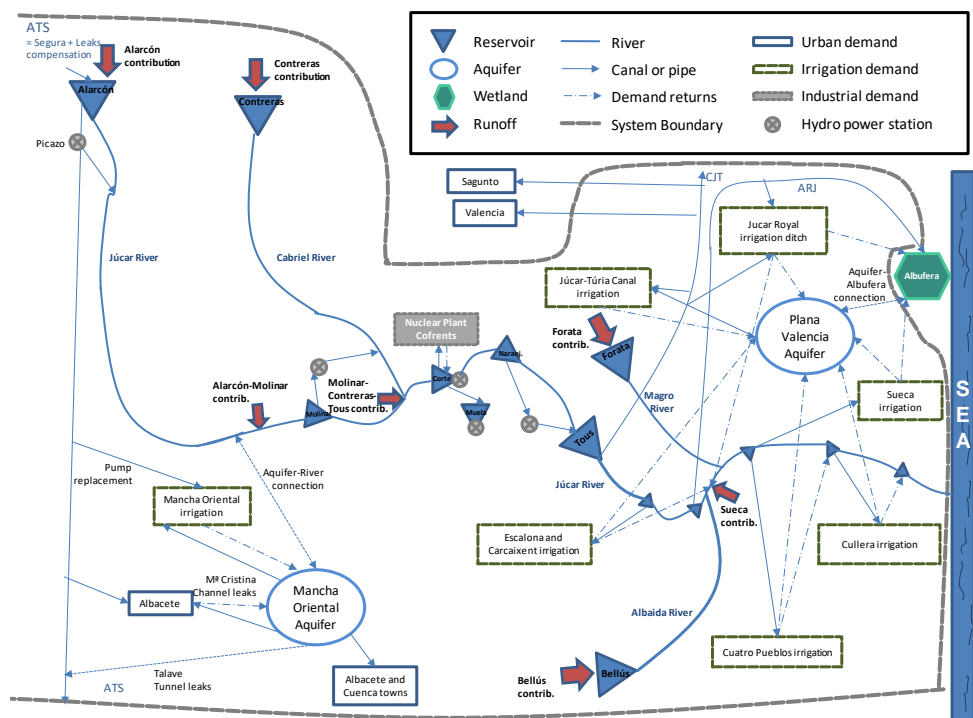 ATS
= Segura + Leaks
compensation
Alarcón
contribution
Alarcón
Contreras
contribution
Contreras
Picazo
Reservoir
Aquifer
Wetland
Runoff
River
Canal or pipe
Demand returns
System Boundary
Urban demand
Irrigation demand
Industrial demand
Hydro power station
Sagunto
Valencia
CJT
ARJ
Jucar Royal
irrigation ditch
Júcar River
Cabriel River
Júcar-Túria Canal
irrigation
Aquifer-
Albufera
connection
Albufera
Nuclear Plant
Cofrents
Forata
contrib.
Forata
Plana
Valencia
Aquifer
Naranj.
Corte
Muela
Molinar-
Contreras-
Tous contrib.
Alarcón-Molinar
contrib.
Molinar
Magro
River
Sueca
irrigation
SEA
Tous
Júcar River
Aquifer-River
connection
Pump
replacement
Mancha Oriental
irrigation
Sueca
contrib.
Escalona and
Carcaixent irrigation
Cullera irrigation
Mª Cristina
Channel leaks
Albacete
Mancha
Oriental
Aquifer
Albaida River
Cuatro Pueblos irrigation
Talave
Tunnel leaks
ATS
Albacete and
Cuenca towns
Bellús
contrib.
Bellús